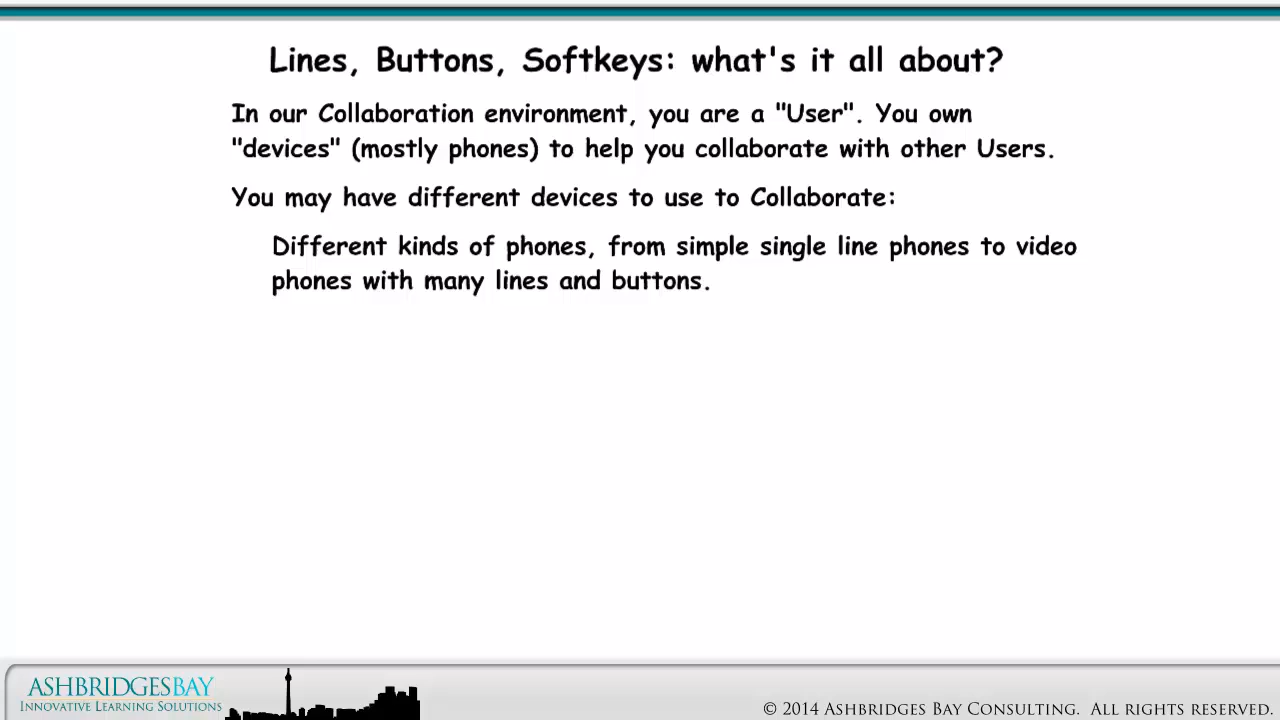 Lines, Buttons, Softkeys: what's it all about?
In our Collaboration environment, you are a "User". You own
"devices" (mostly phones) to help you collaborate with other Users.
You may have different devices to use to Collaborate:
Different kinds of phones, from simple single line phones to video
phones with many lines and buttons.
ASHBRIDGESBAY
INNOVATIVE LEARNING SOLUTIONS
© 2014 ASHBRIDGES BAY CONSULTING. ALL RIGHTS RESERVED.